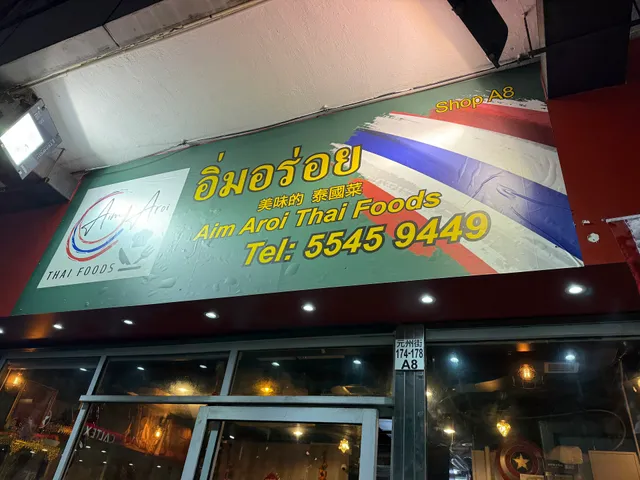 Shop A8
อิ่มอร่อย
美味的 泰國菜
Aim Aroi Thai Foods
Tel: 5545 9449
Aim Aroi
THAI FOODS
元州街
174-178
A8